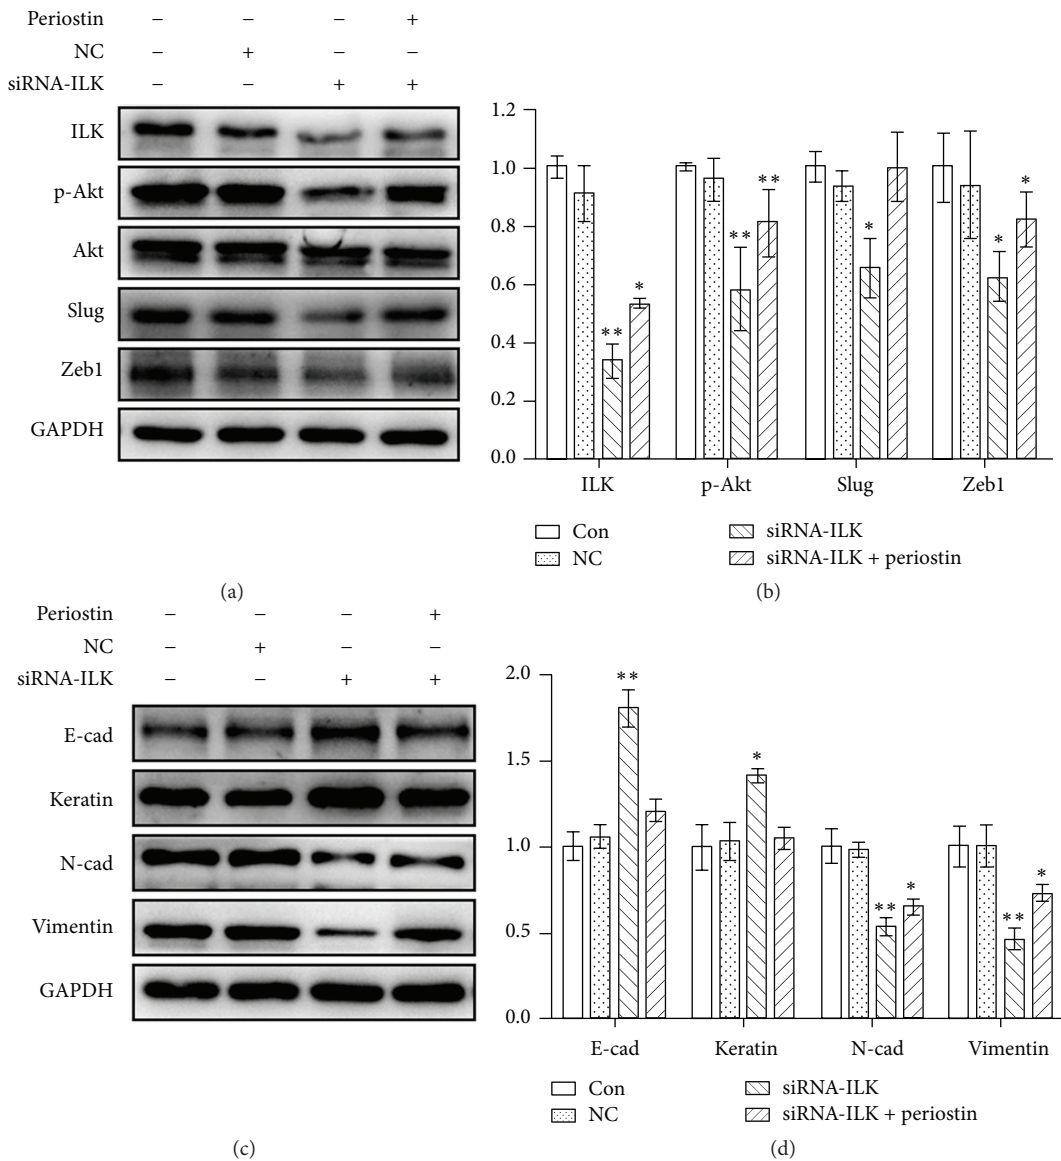 Periostin − − − +
NC − + − −
siRNA-ILK − − + +
ILK
p-Akt
Akt
Slug
Zeb1
GAPDH
(a)
1.2
1.0
0.8
0.6
0.4
0.2
0.0
** * ** ** * * *
ILK p-Akt Slug Zeb1
Con siRNA-ILK
NC siRNA-ILK + periostin
(b)
Periostin − − − +
NC − + − −
siRNA-ILK − − + +
E-cad
Keratin
N-cad
Vimentin
GAPDH
(c)
2.0
1.5
1.0
0.5
0.0
** * ** * ** *
E-cad Keratin N-cad Vimentin
Con siRNA-ILK
NC siRNA-ILK + periostin
(d)